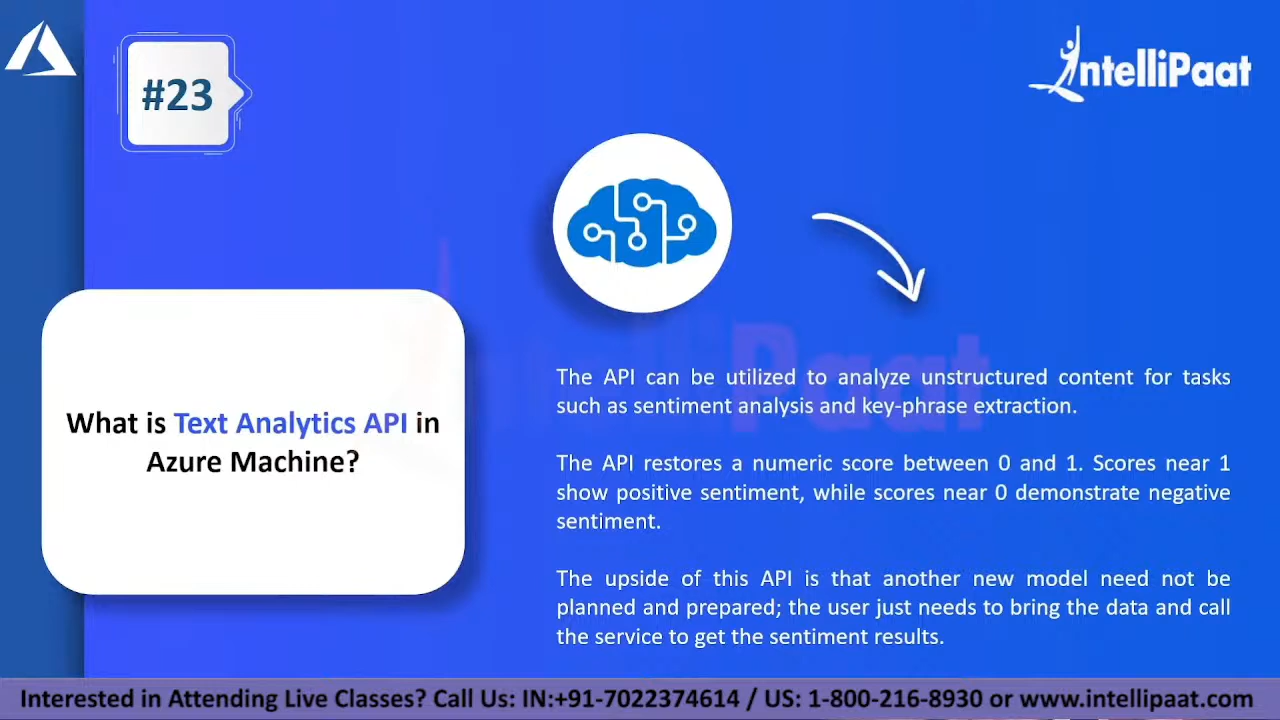 #23
IntelliPaat
What is Text Analytics API in
Azure Machine?
The API can be utilized to analyze unstructured content for tasks
such as sentiment analysis and key-phrase extraction.
The API restores a numeric score between 0 and 1. Scores near 1
show positive sentiment, while scores near 0 demonstrate negative
sentiment.
The upside of this API is that another new model need not be
planned and prepared; the user just needs to bring the data and call
the service to get the sentiment results.
IntelliPaat
Interested in Attending Live Classes? Call Us: IN:+91-7022374614 / US: 1-800-216-8930 or www.intellipaat.com